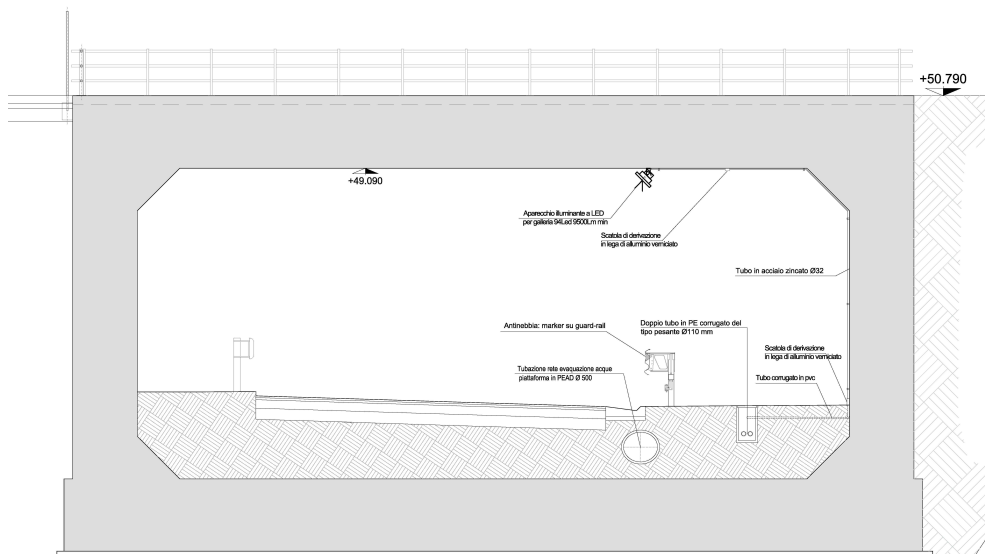 +50.790
+49.090
Aparecchio illuminante a LED
per galleria 94Led 9500Lm min
Scatola di derivazione
in lega di alluminio verniciato
Tubo in acciaio zincato Ø32
Antinebbia: marker su guard-rail
Doppio tubo in PE corrugato del
tipo pesante Ø110 mm
Scatola di derivazione
in lega di alluminio verniciato
Tubazione rete evaquazione acque
piattaforma in PEAD Ø 500
Tubo corrugato in pvc